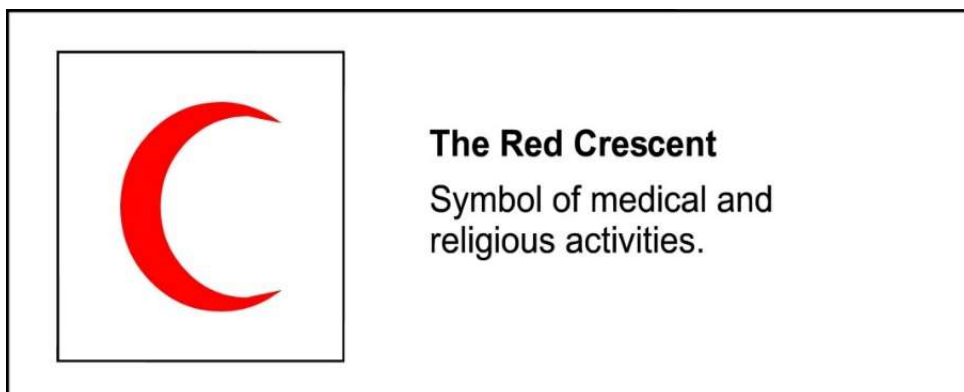 The Red Crescent
Symbol of medical and
religious activities.